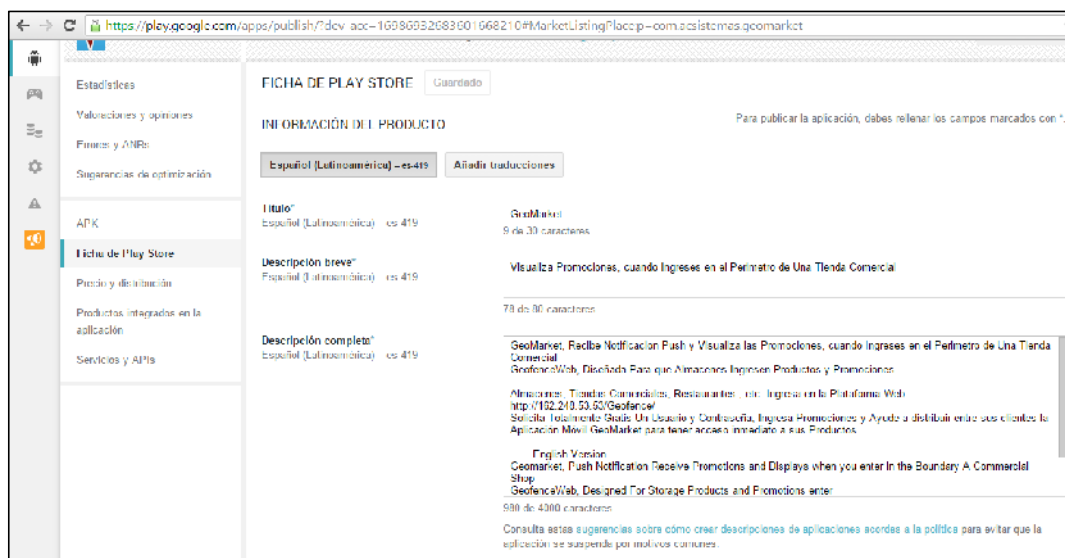 https://play.google.com/apps/publish/?dev_acc=16986932683601668210#MarketListingPlace:p=com.acsistemas.geomarket
Estadísticas
Valoraciones y opiniones
Errores y ANRs
Sugerencias de optimización
APK
Ficha de Play Store
Precio y distribución
Productos integrados en la
aplicación
Servicios y APIs
FICHA DE PLAY STORE Guardado
INFORMACIÓN DEL PRODUCTO
Para publicar la aplicación, debes rellenar los campos marcados con *.
Español (Latinoamérica) – es-419 Añadir traducciones
Título*
Español (Latinoamérica) es 419
GeoMarket
9 de 30 caracteres
Descripción breve*
Español (Latinoamérica) es 419
Visualiza Promociones, cuando Ingreses en el Perimetro de Una Tienda Comercial
78 de 80 caracteres
Descripción completa*
Español (Latinoamérica) es 419
GeoMarket, Recibe Notificacion Push y Visualiza las Promociones, cuando Ingreses en el Perimetro de Una Tienda
Comercial
GeofenceWeb, Diseñada Para que Almacenes Ingresen Productos y Promociones
Almacenes, Tiendas Comerciales, Restaurantes , etc Ingresa en la Plataforma Web
http://162.248.53.53/Geofence/
Solicita Totalmente Gratis Un Usuario y Contraseña, Ingresa Promociones y Ayude a distribuir entre sus clientes la
Aplicación Móvil GeoMarket para tener acceso inmediato a sus Productos
English Version
Geomarket, Push Notification Receive Promotions and Displays when you enter in the Boundary A Commercial
Shop
GeofenceWeb, Designed For Storage Products and Promotions enter
980 de 4000 caracteres
Consulta estas sugerencias sobre cómo crear descripciones de aplicaciones acordes a la política para evitar que la
aplicación se suspenda por motivos comunes.